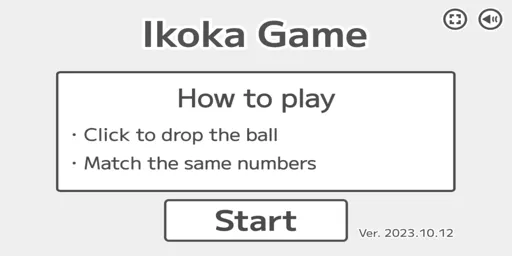 Ikoka Game
How to play
・Click to drop the ball
・Match the same numbers
Start
Ver. 2023.10.12